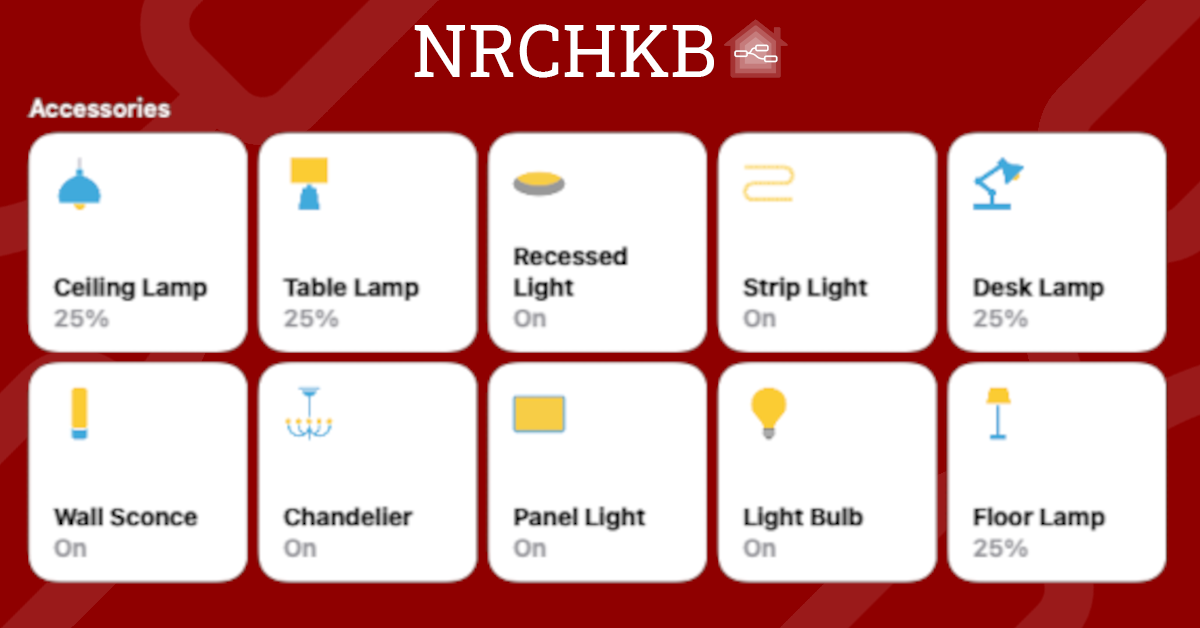 NRCHKB
Accessories
Ceiling Lamp
25%
Table Lamp
25%
Recessed
Light
On
Strip Light
On
Desk Lamp
25%
Wall Sconce
On
Chandelier
On
Panel Light
On
Light Bulb
On
Floor Lamp
25%